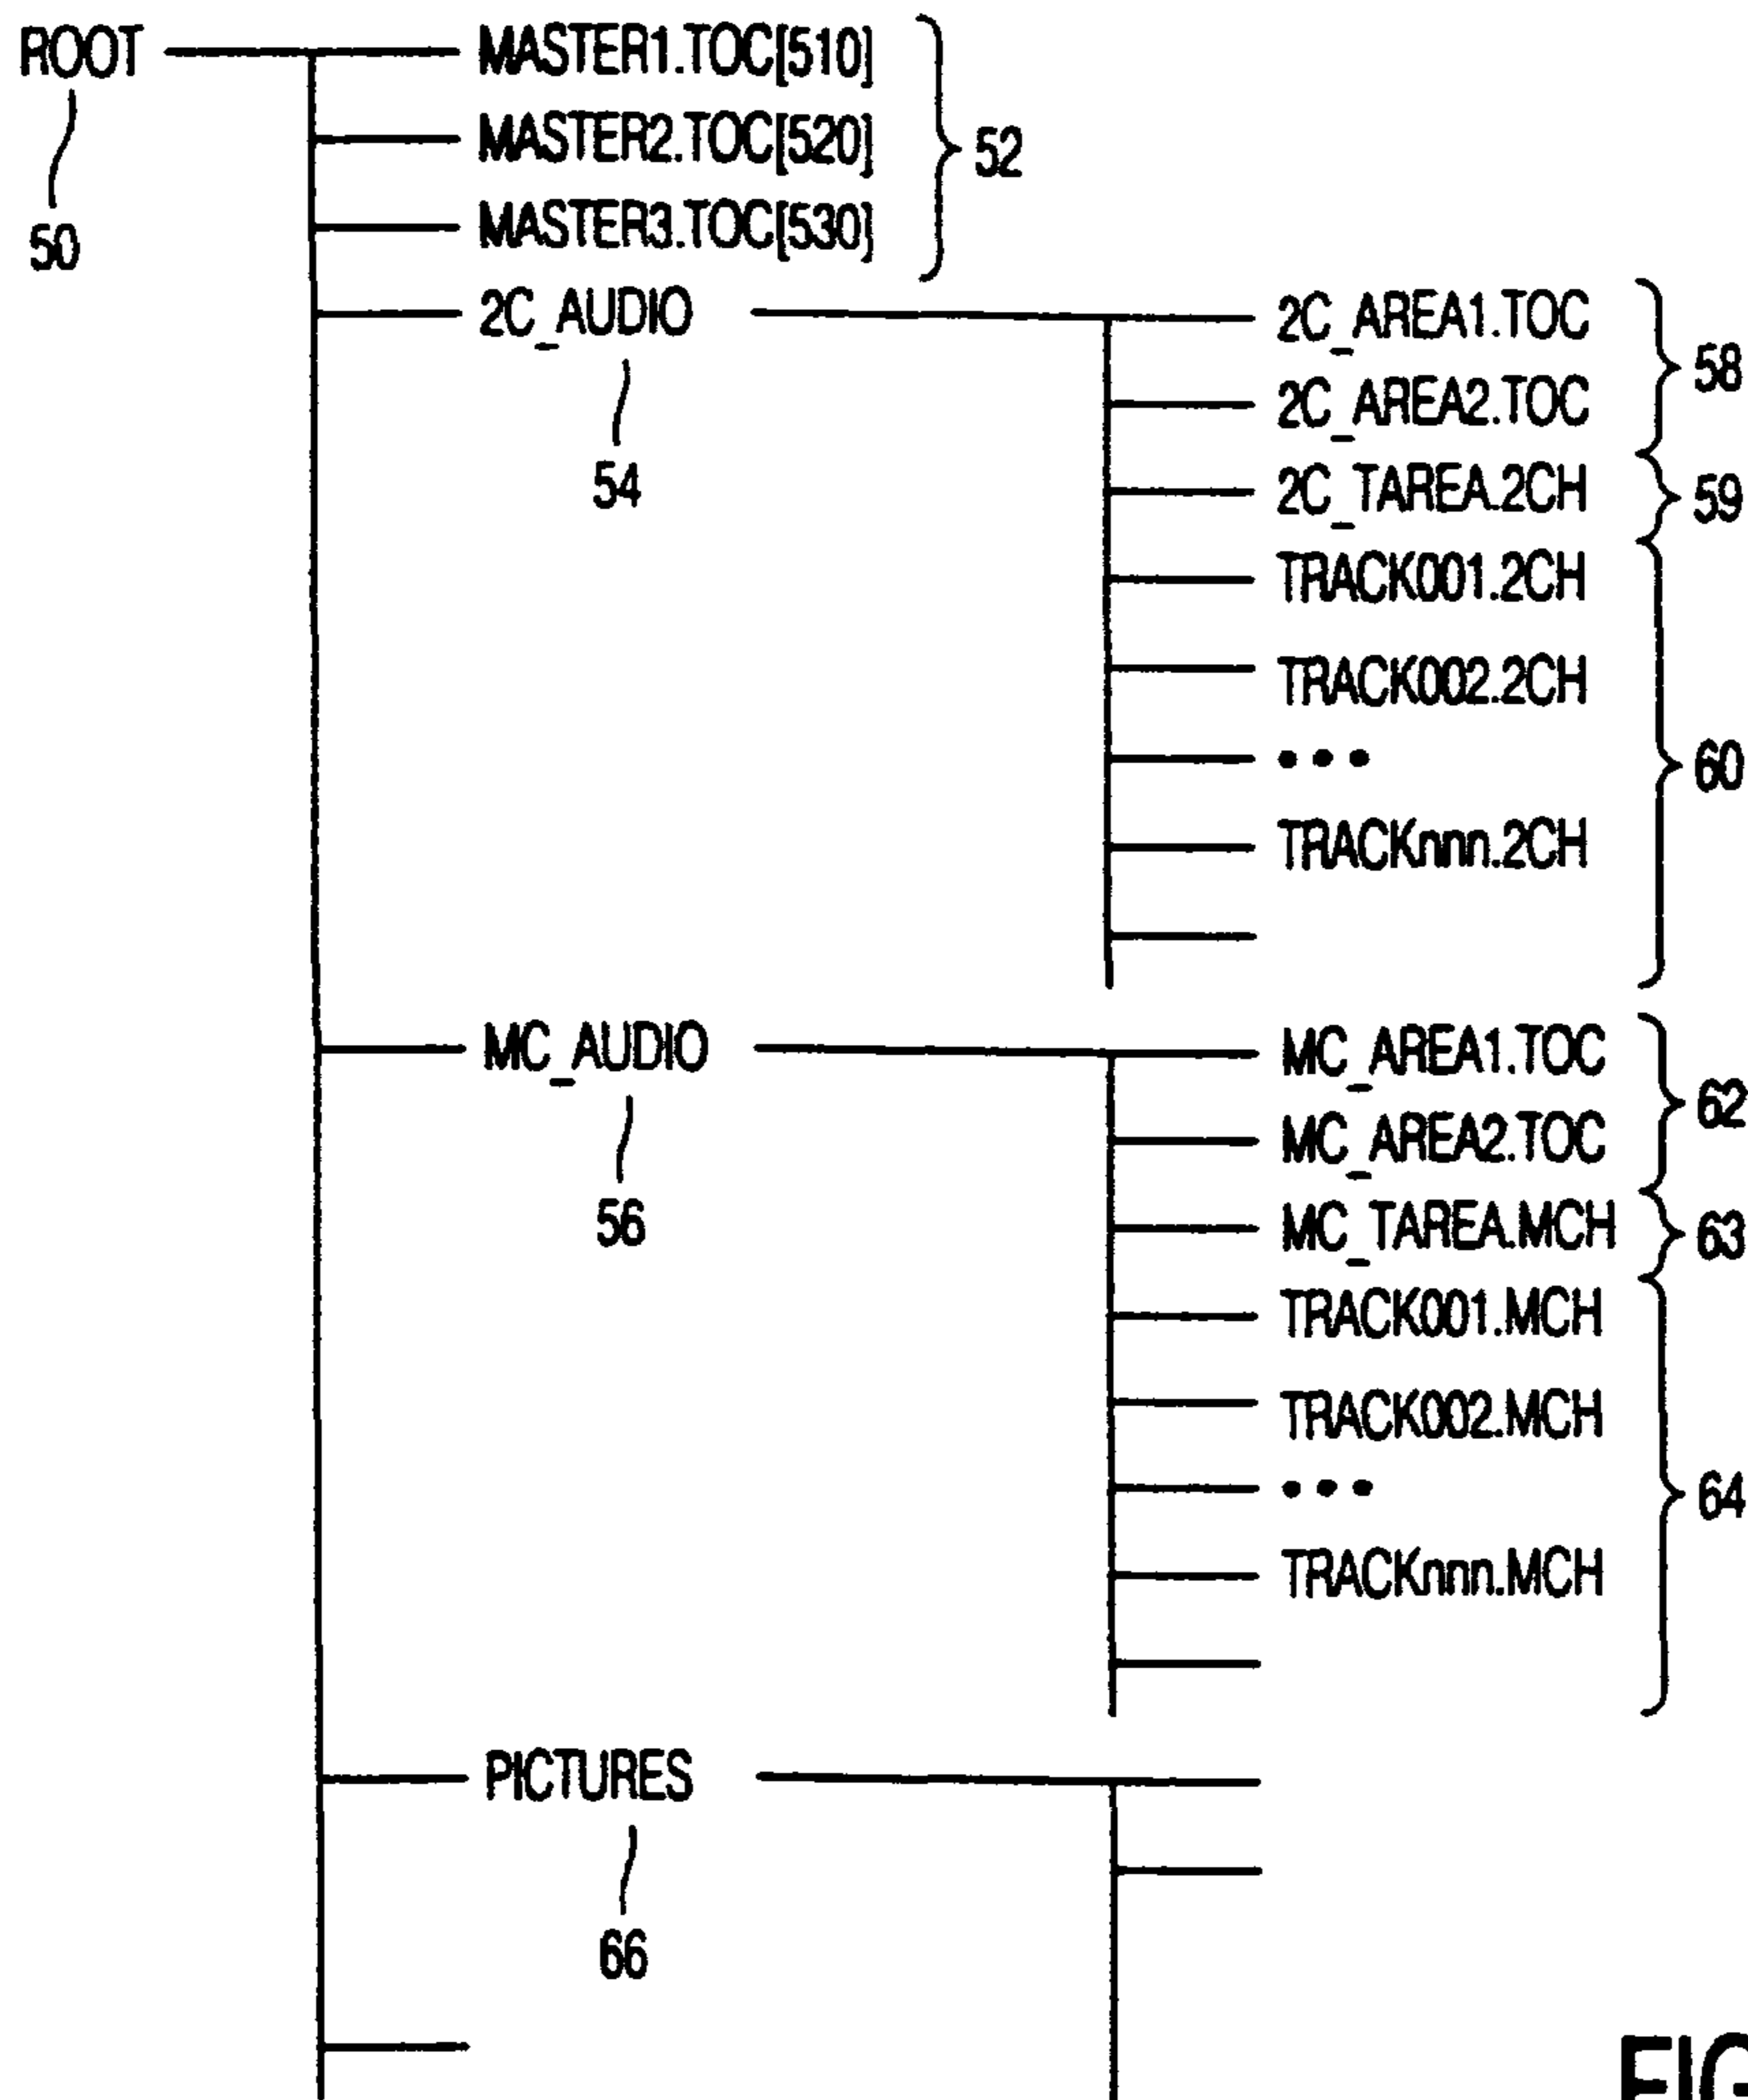 ROOT
50
MASTER1.TOC[510]
MASTER2.TOC[520]
MASTER3.TOC[530]
52
2C_AUDIO
54
2C_AREA1.TOC
2C_AREA2.TOC
58
2C_TAREA.2CH
59
TRACK001.2CH
TRACK002.2CH
•••
TRACKnnn.2CH
60
MC_AUDIO
56
MC_AREA1.TOC
MC_AREA2.TOC
62
MC_TAREA.MCH
63
TRACK001.MCH
TRACK002.MCH
•••
TRACKnnn.MCH
64
PICTURES
66